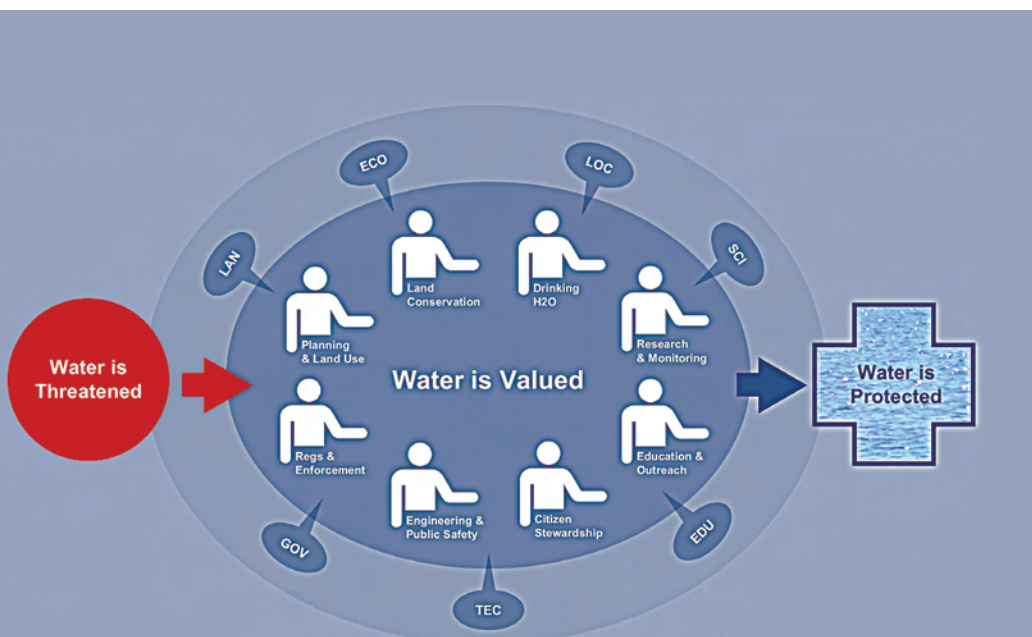 ECO
LOC
LAN
SCI
Land
Conservation
Drinking
H2O
Planning
& Land Use
Research
& Monitoring
Water is
Threatened
Water is Valued
Water is
Protected
Regs &
Enforcement
Education &
Outreach
Engineering &
Public Safety
Citizen
Stewardship
GOV
EDU
TEC